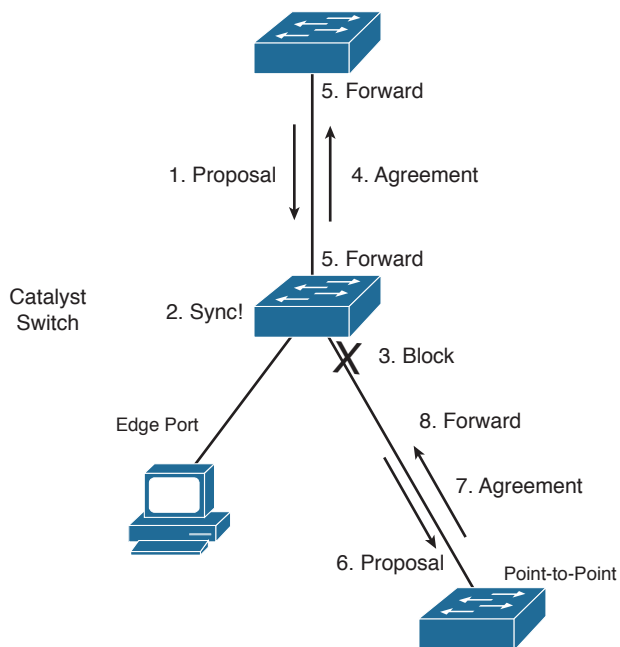 5. Forward
1. Proposal
4. Agreement
5. Forward
Catalyst
Switch
2. Sync!
3. Block
Edge Port
8. Forward
7. Agreement
6. Proposal
Point-to-Point